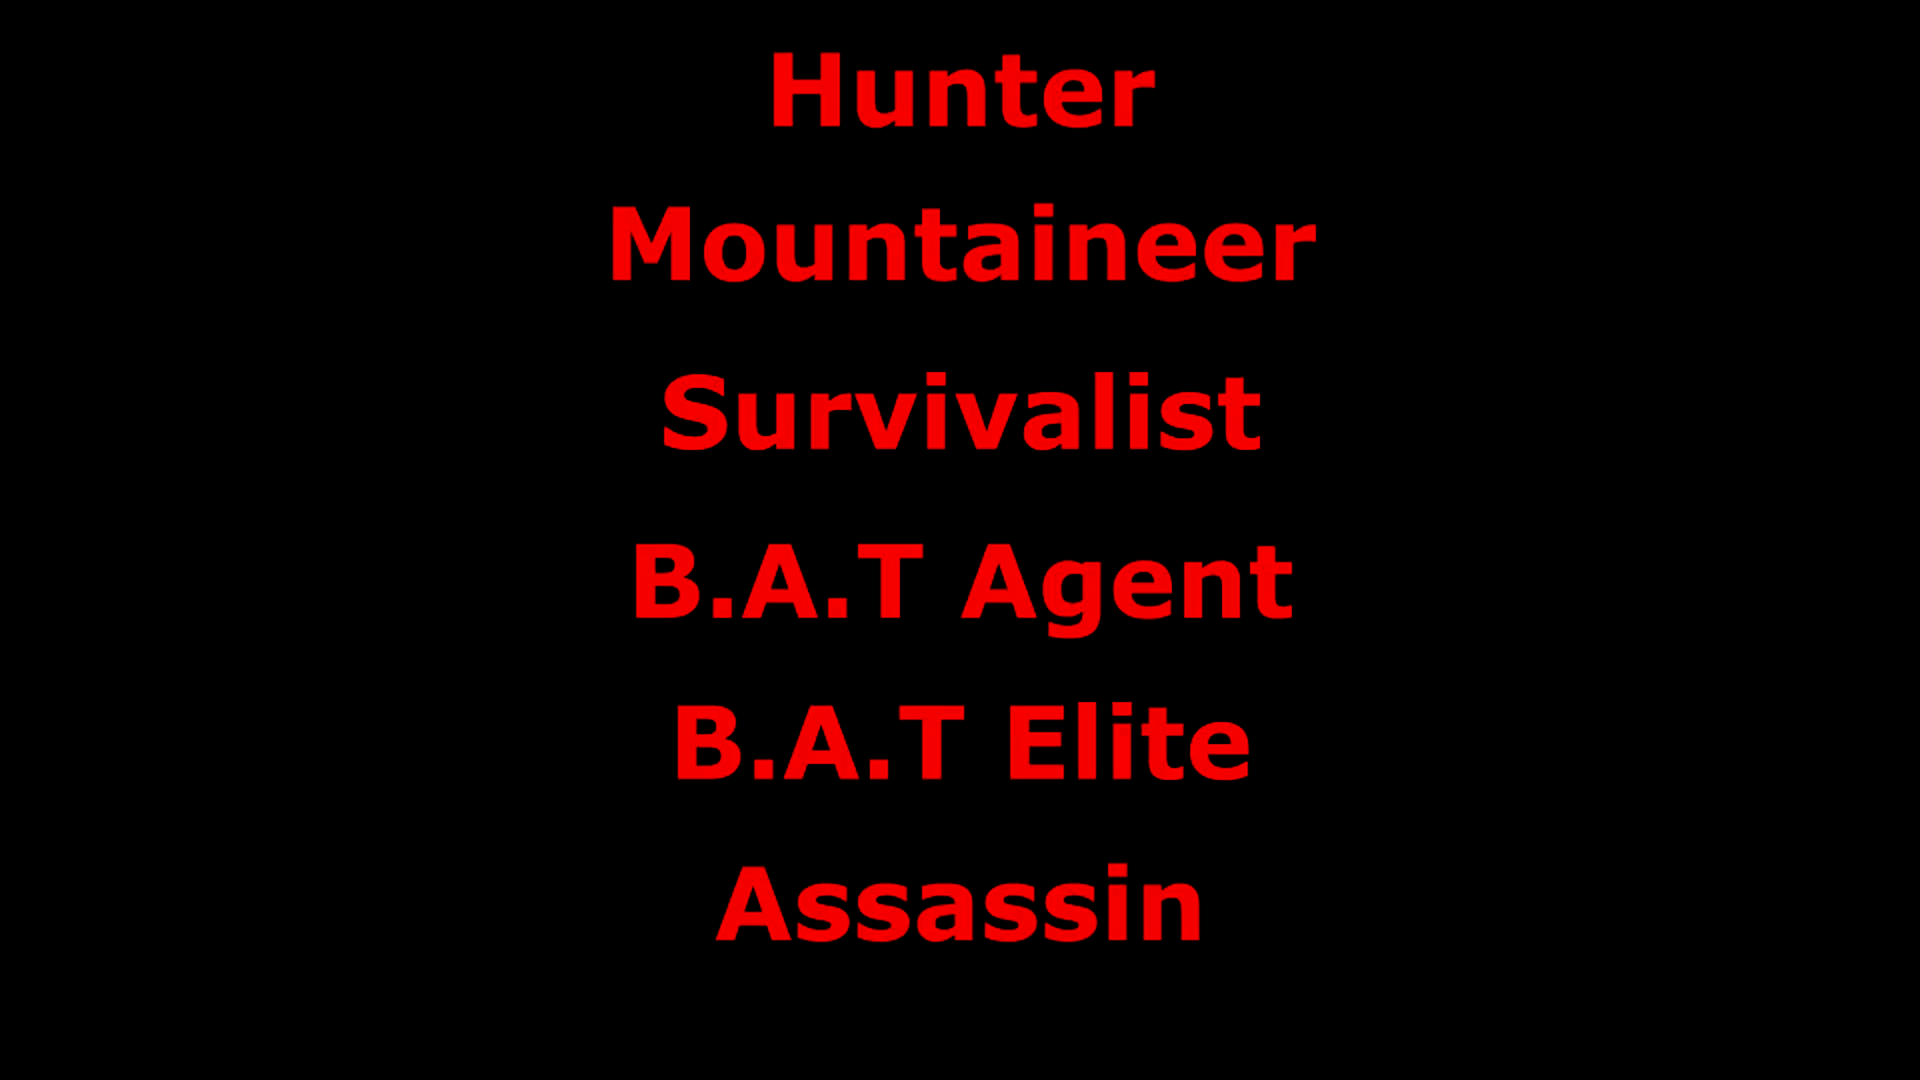 Hunter
Mountaineer
Survivalist
B.A.T Agent
B.A.T Elite
Assassin